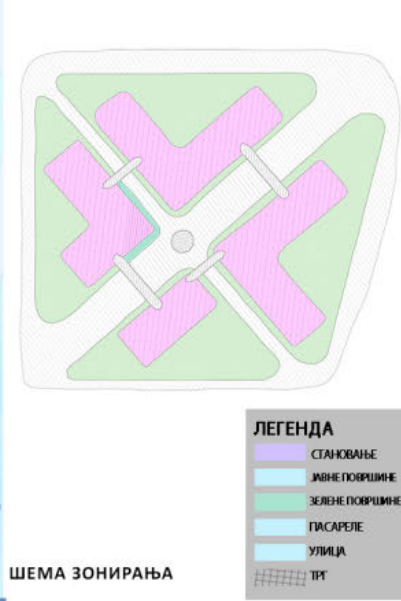 ЛЕГЕНДА
СТАНОВАЊЕ
ЈАВНЕ ПОВРШИНЕ
ЗЕЛЕНЕ ПОВРШИНЕ
ПАСАРЕЛЕ
УЛИЦА
ТРГ
ШЕМА ЗОНИРАЊА